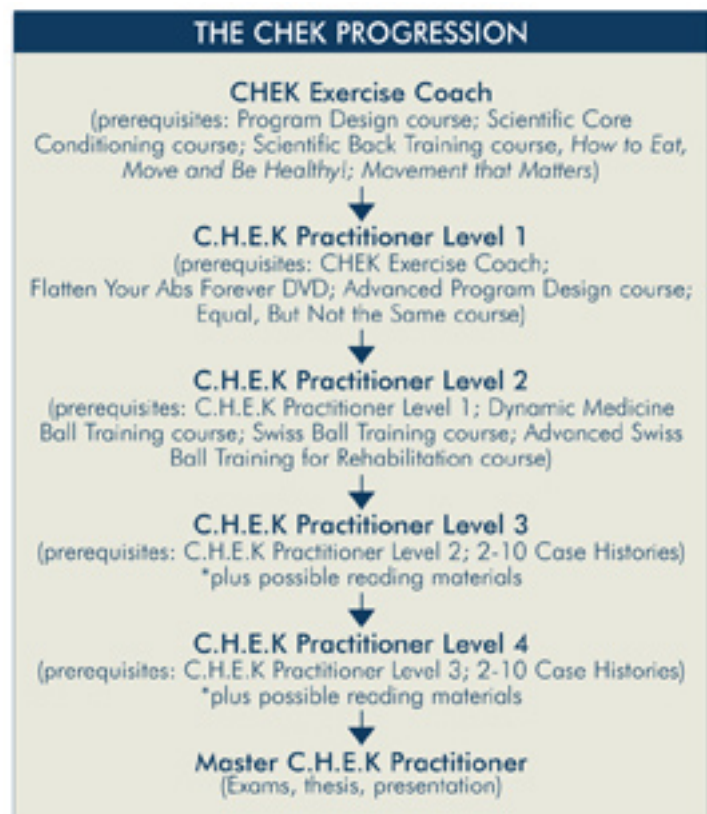 THE CHEK PROGRESSION
CHEK Exercise Coach
(prerequisites: Program Design course; Scientific Core
Conditioning course; Scientific Back Training course, How to Eat,
Move and Be Healthy!; Movement that Matters)
C.H.E.K Practitioner Level 1
(prerequisites: CHEK Exercise Coach;
Flatten Your Abs Forever DVD; Advanced Program Design course;
Equal, But Not the Same course)
C.H.E.K Practitioner Level 2
(prerequisites: C.H.E.K Practitioner Level 1; Dynamic Medicine
Ball Training course; Swiss Ball Training course; Advanced Swiss
Ball Training for Rehabilitation course)
C.H.E.K Practitioner Level 3
(prerequisites: C.H.E.K Practitioner Level 2; 2-10 Case Histories)
*plus possible reading materials
C.H.E.K Practitioner Level 4
(prerequisites: C.H.E.K Practitioner Level 3; 2-10 Case Histories)
*plus possible reading materials
Master C.H.E.K Practitioner
(Exams, thesis, presentation)